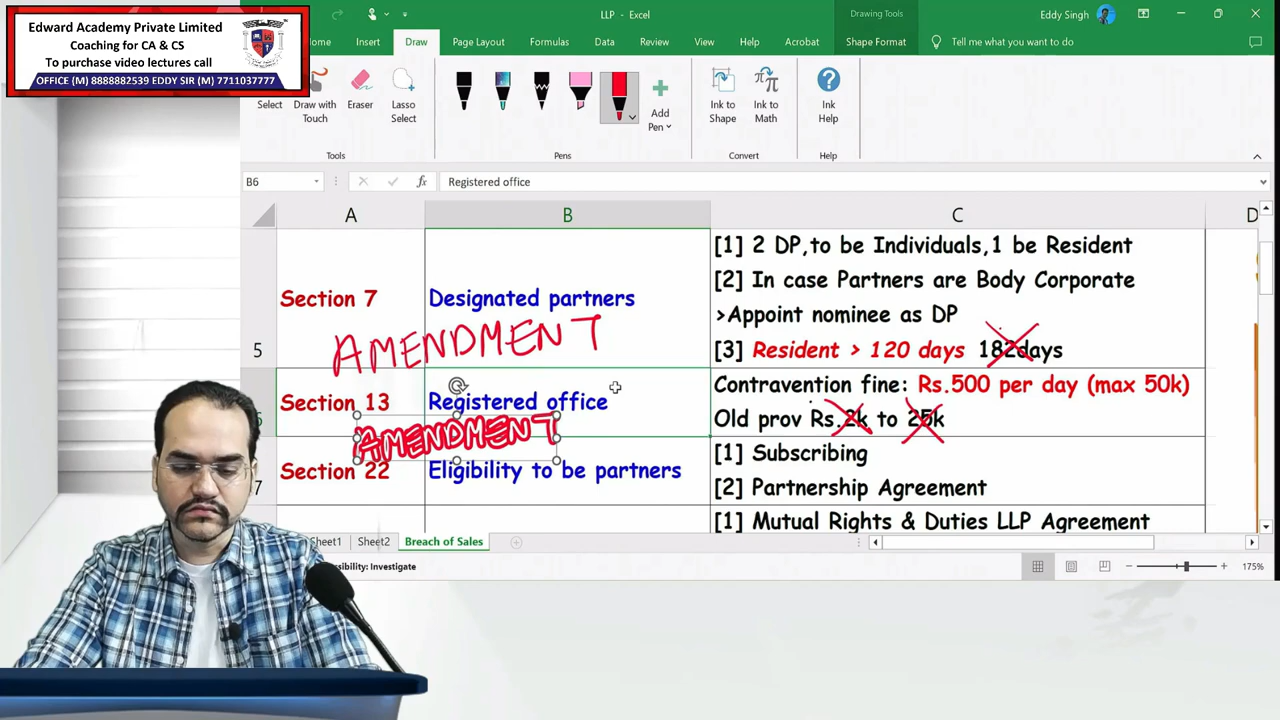 Edward Academy Private Limited
Coaching for CA & CS
To purchase video lectures call
OFFICE (M) 8888882539 EDDY SIR (M) 7711037777
LLP - Excel
Drawing Tools
Eddy Singh
Home Insert Draw Page Layout Formulas Data Review View Help Acrobat Shape Format Tell me what you want to do
Select Draw with Touch Eraser Lasso Select Add Pen Ink to Shape Ink to Math Ink Help
Tools Pens Convert Help
B6 fx Registered office
A B C D
5 Section 7 Designated partners
[1] 2 DP,to be Individuals,1 be Resident
[2] In case Partners are Body Corporate
>Appoint nominee as DP
[3] Resident > 120 days 182days
AMENDMENT
Section 13 Registered office
Contravention fine: Rs.500 per day (max 50k)
Old prov Rs.2k to 25k
AMENDMENT
7 Section 22 Eligibility to be partners
[1] Subscribing
[2] Partnership Agreement
[1] Mutual Rights & Duties LLP Agreement
Sheet2 Breach of Sales
Investigate
175%